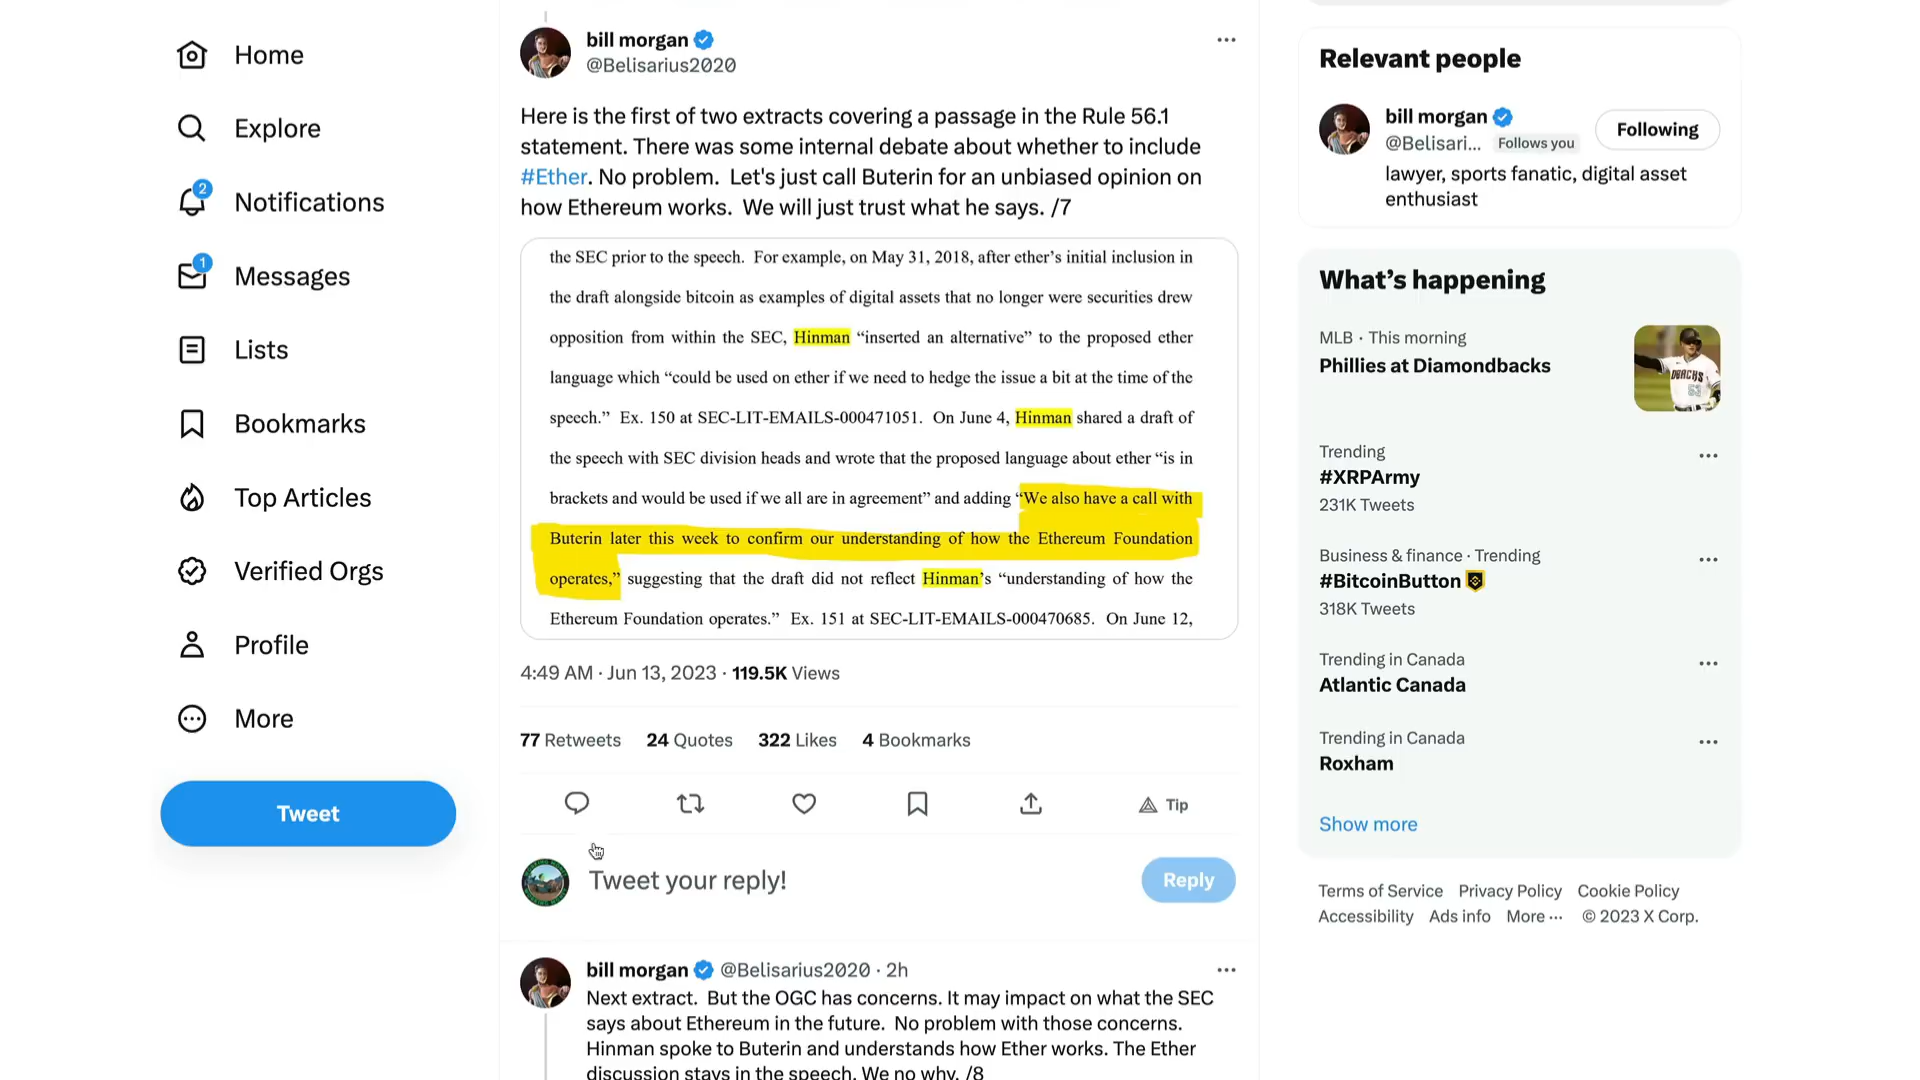 Home
Explore
2
Notifications
1
Messages
Lists
Bookmarks
Top Articles
Verified Orgs
Profile
More
Tweet
bill morgan
@Belisarius2020
Here is the first of two extracts covering a passage in the Rule 56.1
statement. There was some internal debate about whether to include
#Ether. No problem. Let's just call Buterin for an unbiased opinion on
how Ethereum works. We will just trust what he says. /7
the SEC prior to the speech. For example, on May 31, 2018, after ether’s initial inclusion in
the draft alongside bitcoin as examples of digital assets that no longer were securities drew
opposition from within the SEC, Hinman “inserted an alternative” to the proposed ether
language which “could be used on ether if we need to hedge the issue a bit at the time of the
speech.” Ex. 150 at SEC-LIT-EMAILS-000471051. On June 4, Hinman shared a draft of
the speech with SEC division heads and wrote that the proposed language about ether “is in
brackets and would be used if we all are in agreement” and adding “We also have a call with
Buterin later this week to confirm our understanding of how the Ethereum Foundation
operates,” suggesting that the draft did not reflect Hinman’s “understanding of how the
Ethereum Foundation operates.” Ex. 151 at SEC-LIT-EMAILS-000470685. On June 12,
4:49 AM · Jun 13, 2023 · 119.5K Views
77 Retweets 24 Quotes 322 Likes 4 Bookmarks
Tip
Tweet your reply!
Reply
bill morgan @Belisarius2020 · 2h
Next extract. But the OGC has concerns. It may impact on what the SEC
says about Ethereum in the future. No problem with those concerns.
Hinman spoke to Buterin and understands how Ether works. The Ether
discussion stays in the speech. We no why. /8
Relevant people
bill morgan
@Belisari... Follows you
Following
lawyer, sports fanatic, digital asset
enthusiast
What’s happening
MLB · This morning
Phillies at Diamondbacks
Trending
#XRPArmy
231K Tweets
Business & finance · Trending
#BitcoinButton
318K Tweets
Trending in Canada
Atlantic Canada
Trending in Canada
Roxham
Show more
Terms of Service Privacy Policy Cookie Policy
Accessibility Ads info More ··· © 2023 X Corp.